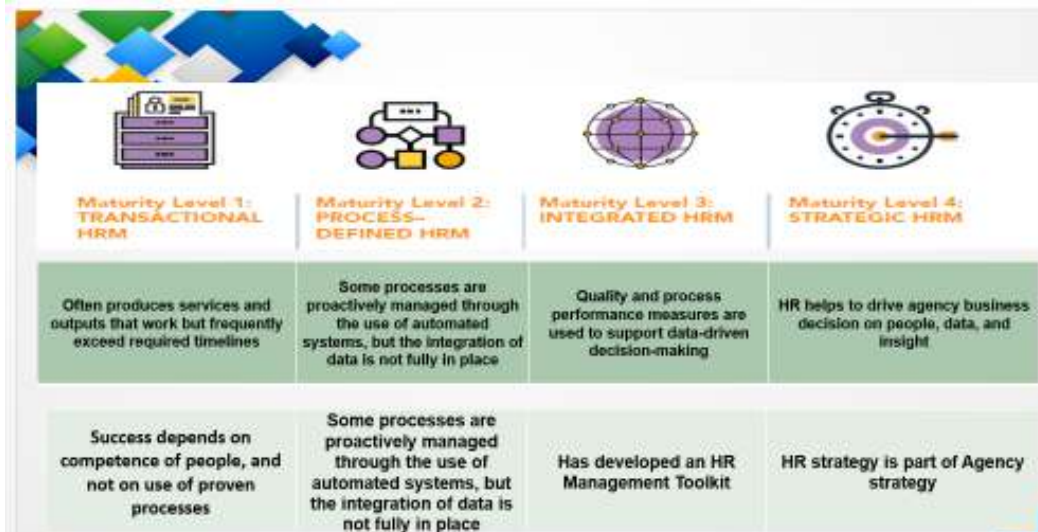 Maturity Level 1:
TRANSACTIONAL
HRM
Maturity Level 2:
PROCESS–
DEFINED HRM
Maturity Level 3:
INTEGRATED HRM
Maturity Level 4:
STRATEGIC HRM
Often produces services and
outputs that work but frequently
exceed required timelines
Some processes are
proactively managed through
the use of automated
systems, but the integration of
data is not fully in place
Quality and process
performance measures are
used to support data-driven
decision-making
HR helps to drive agency business
decision on people, data, and
insight
Success depends on
competence of people, and
not on use of proven
processes
Some processes are
proactively managed
through the use of
automated systems, but
the integration of data is
not fully in place
Has developed an HR
Management Toolkit
HR strategy is part of Agency
strategy